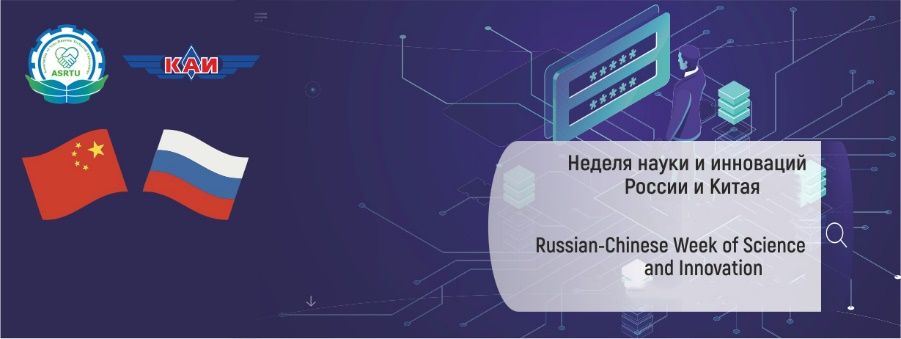 ASRTU
КАИ
*****
*****
Неделя науки и инноваций
России и Китая
Russian-Chinese Week of Science
and Innovation